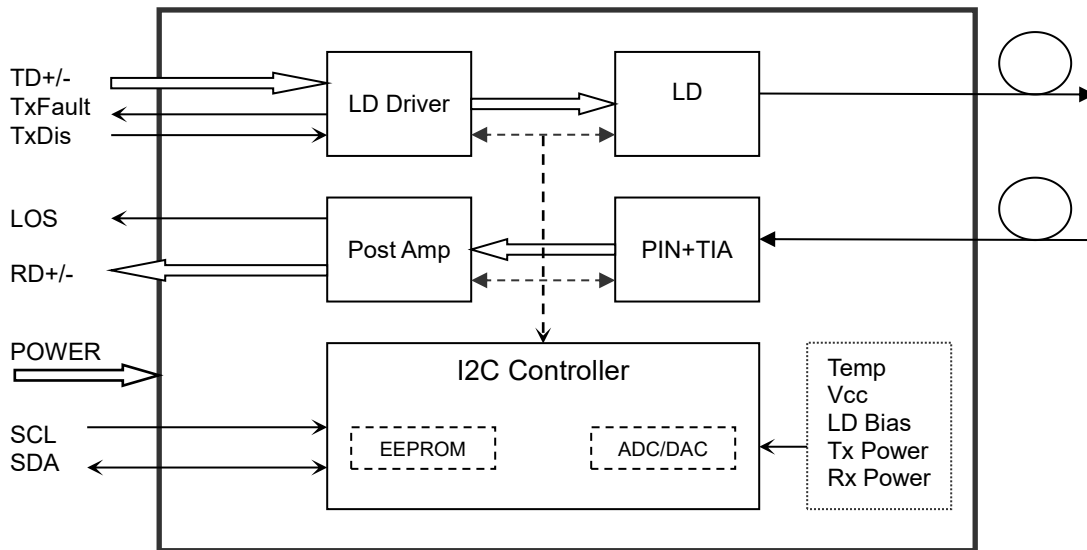 TD+/-
TxFault
TxDis
LD Driver
LD
LOS
RD+/-
Post Amp
PIN+TIA
POWER
SCL
SDA
I2C Controller
EEPROM
ADC/DAC
Temp
Vcc
LD Bias
Tx Power
Rx Power